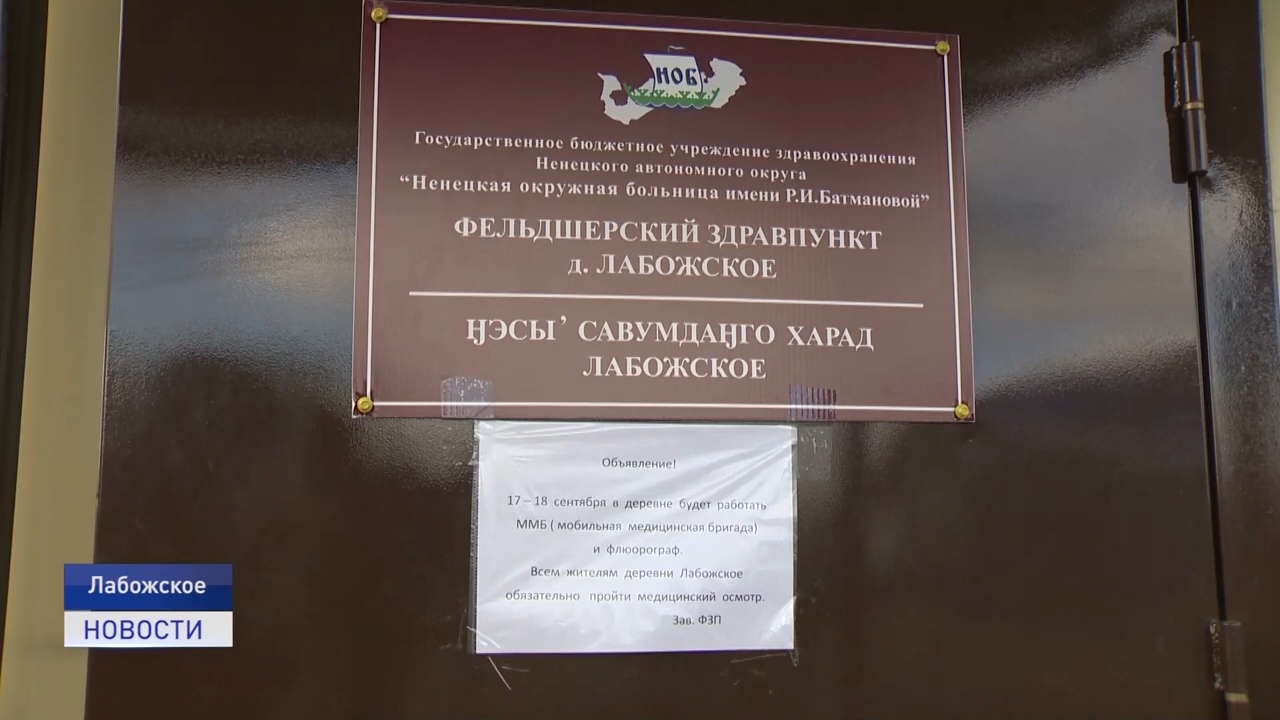 НОБ
Государственное бюджетное учреждение здравоохранения
Ненецкого автономного округа
“Ненецкая окружная больница имени Р.И.Батмановой”
ФЕЛЬДШЕРСКИЙ ЗДРАВПУНКТ
д. ЛАБОЖСКОЕ
ӇЭСЫ’ САВУМДАӇГО ХАРАД
ЛАБОЖСКОЕ
Объявление!
17 – 18 сентября в деревне будет работать
ММБ ( мобильная медицинская бригада)
и флюорограф.
Всем жителям деревни Лабожское
обязательно пройти медицинский осмотр.
Зав. ФЗП
Лабожское
НОВОСТИ